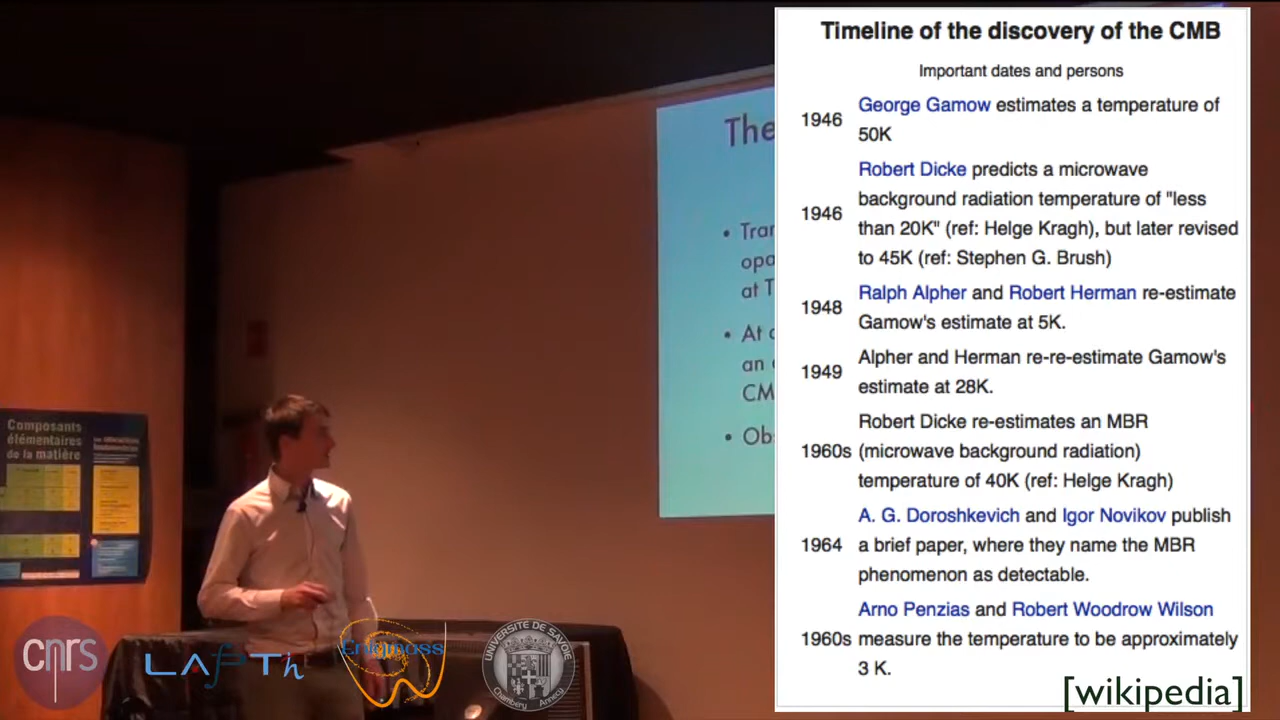 Timeline of the discovery of the CMB
Important dates and persons
1946 George Gamow estimates a temperature of
50K
Robert Dicke predicts a microwave
background radiation temperature of "less
1946 than 20K" (ref: Helge Kragh), but later revised
to 45K (ref: Stephen G. Brush)
1948 Ralph Alpher and Robert Herman re-estimate
Gamow's estimate at 5K.
1949 Alpher and Herman re-re-estimate Gamow's
estimate at 28K.
Robert Dicke re-estimates an MBR
1960s (microwave background radiation)
temperature of 40K (ref: Helge Kragh)
A. G. Doroshkevich and Igor Novikov publish
1964 a brief paper, where they name the MBR
phenomenon as detectable.
Arno Penzias and Robert Woodrow Wilson
1960s measure the temperature to be approximately
3 K.
[wikipedia]
The
• Tran
opa
at T
• At
an
CM
• Obs
Composants
élémentaires
de la matière
cnrs
LAPTh
Enigmass
UNIVERSITÉ DE SAVOIE
Chambéry Annecy